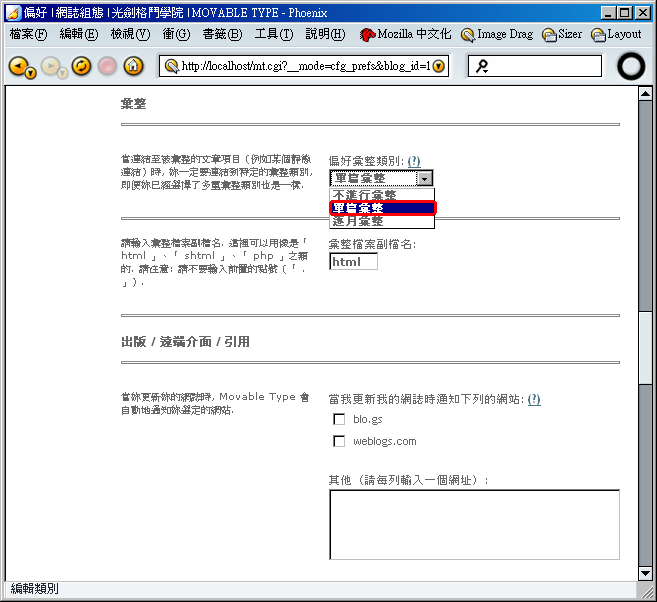 偏好 | 網誌組態 | 光劍格鬥學院 | MOVABLE TYPE - Phoenix
檔案(F) 編輯(E) 檢視(V) 衝(G) 書籤(B) 工具(T) 說明(H) Mozilla 中文化 Image Drag Sizer Layout
http://localhost/mt.cgi?__mode=cfg_prefs&blog_id=1
彙整
當連結至被彙整的文章項目（例如某個靜態
連結）時, 妳一定要連結到特定的彙整類別,
即便妳已經選擇了多重彙整類別也是一樣.
偏好彙整類別: (?)
單篇彙整
不進行彙整
單篇彙整
逐月彙整
請輸入彙整檔案副檔名. 這裡可以用像是「
html 」、「 shtml 」、「 php 」之類
的. 請注意: 請不要輸入前置的點號（「 .
」）.
彙整檔案副檔名:
html
出版 / 遠端介面 / 引用
當妳更新妳的網誌時, Movable Type 會
自動地通知妳選定的網站.
當我更新我的網誌時通知下列的網站: (?)
blo.gs
weblogs.com
其他（請每列輸入一個網址）:
編輯類別